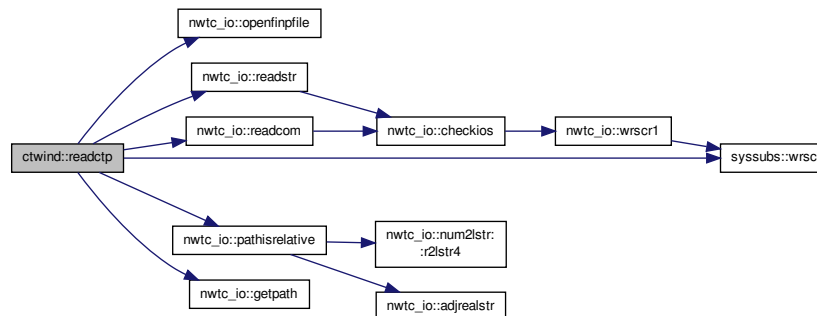 nwtc_io::openfinpfile
nwtc_io::readstr
nwtc_io::readcom
nwtc_io::checkios
nwtc_io::wrscr1
ctwind::readctp
syssubs::wrsc
nwtc_io::pathisrelative
nwtc_io::num2lstr:
:r2lstr4
nwtc_io::getpath
nwtc_io::adjrealstr